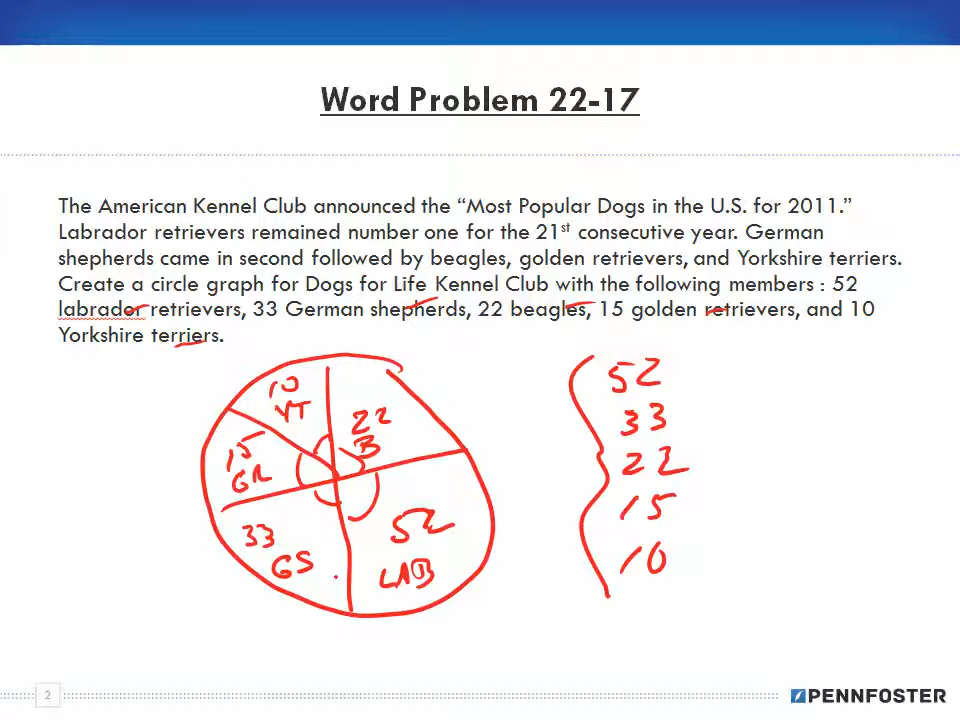 Word Problem 22-17
The American Kennel Club announced the “Most Popular Dogs in the U.S. for 2011.”
Labrador retrievers remained number one for the 21st consecutive year. German
shepherds came in second followed by beagles, golden retrievers, and Yorkshire terriers.
Create a circle graph for Dogs for Life Kennel Club with the following members : 52
labrador retrievers, 33 German shepherds, 22 beagles, 15 golden retrievers, and 10
Yorkshire terriers.
10
YT
22
B
15
GR
33
GS
52
LAB
52
33
22
15
10
2
PENNFOSTER